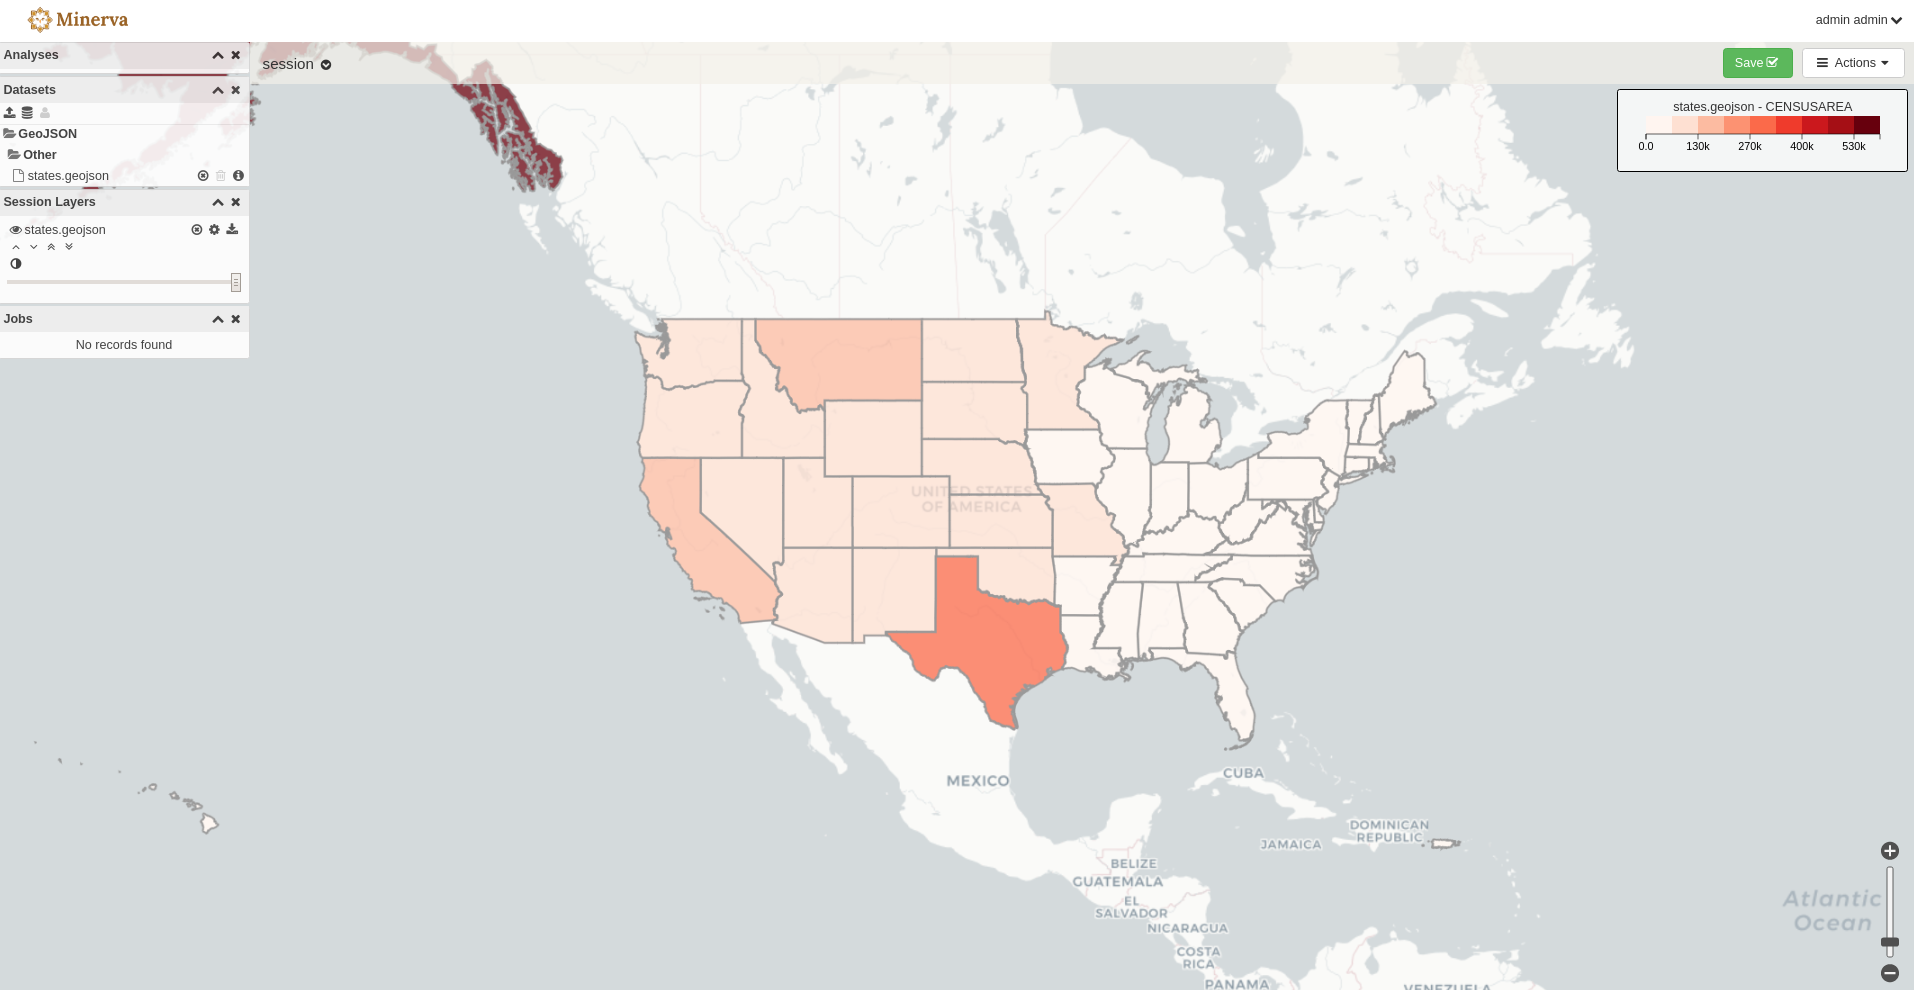 Minerva
admin admin
Analyses
session
Save
Actions
Datasets
GeoJSON
Other
states.geojson
Session Layers
states.geojson
Jobs
No records found
states.geojson - CENSUSAREA
0.0 130k 270k 400k 530k
UNITED STATES
OF AMERICA
MEXICO
CUBA
DOMINICAN
REPUBLIC
JAMAICA
BELIZE
GUATEMALA
EL
SALVADOR
NICARAGUA
COSTA
RICA
PANAMA
VENEZUELA
Atlantic
Ocean